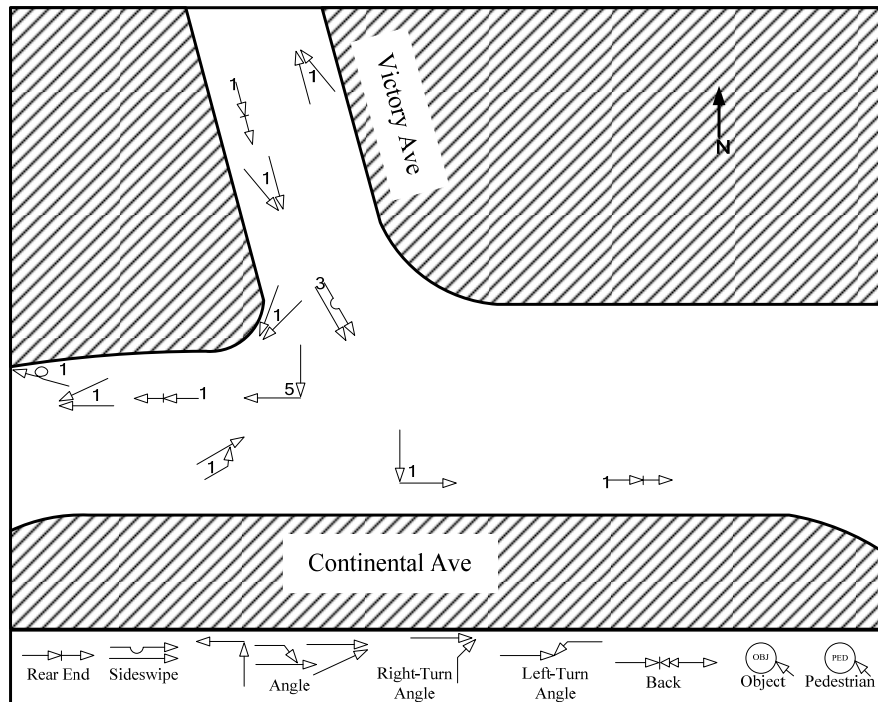 1
1
Victory Ave
N
1
3
1
1
1
1
5
1
1
1
Continental Ave
Rear End
Sideswipe
Angle
Right-Turn
Angle
Left-Turn
Angle
Back
OBJ
Object
PED
Pedestrian